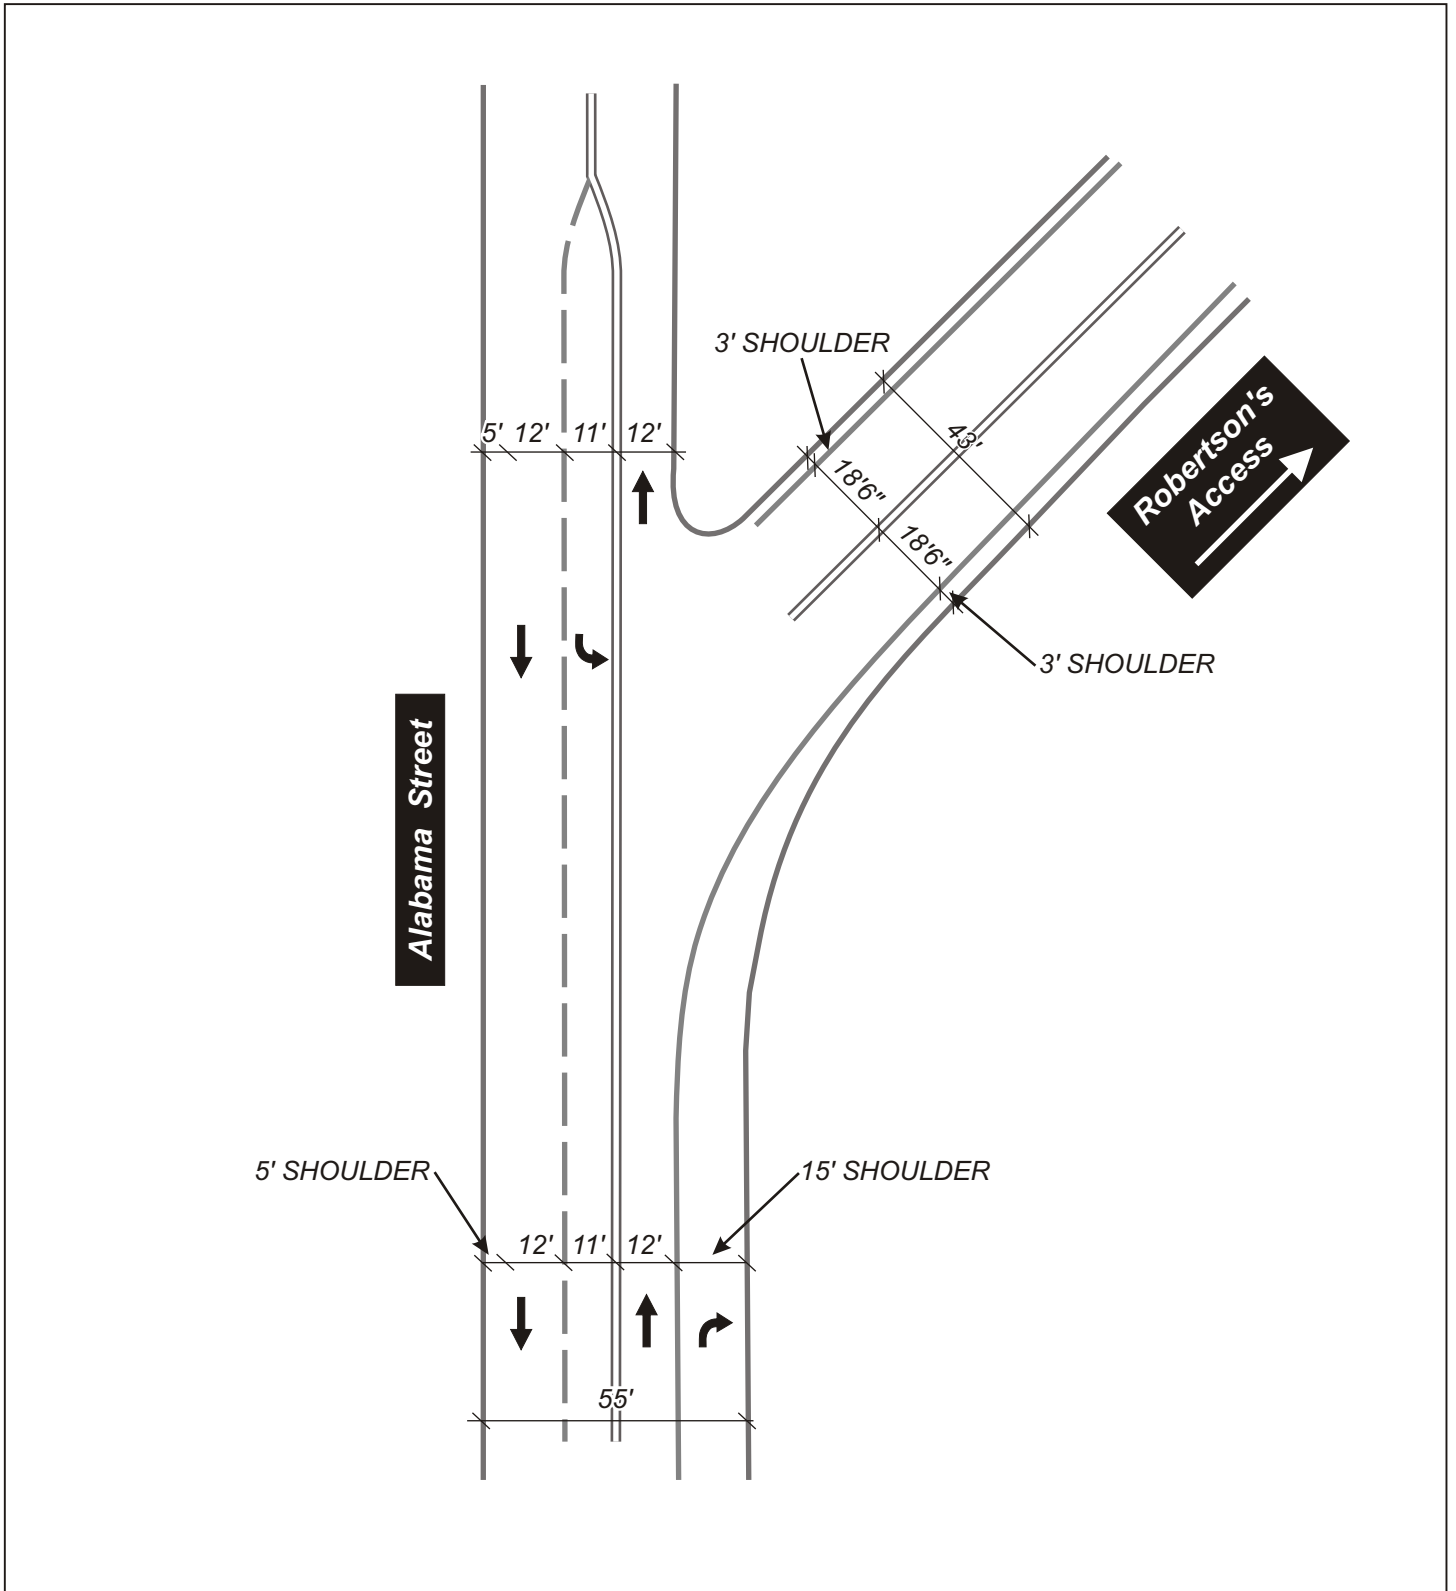 3' SHOULDER
5' 12' 11' 12'
43'
18'6"
18'6"
Robertson's
Access
3' SHOULDER
Alabama Street
5' SHOULDER
15' SHOULDER
12' 11' 12'
55'